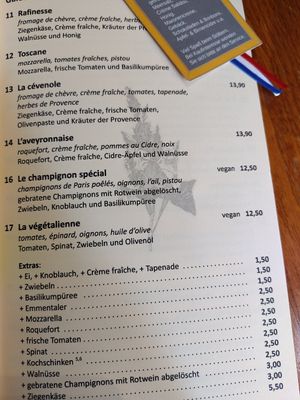 11 Rafinesse
fromage de chèvre, crème fraîche,
Ziegenkäse, Crème fraîche, Kräuter der
Walnüsse und Honig
12 Toscane
mozzarella, tomates fraîches, pistou
Mozzarella, frische Tomaten und Basilikumpüree
13 La cévenole 13,90
fromage de chèvre, crème fraîche, tomates, tapenade,
herbes de Provence
Ziegenkäse, Crème fraîche, frische Tomaten,
Olivenpaste und Kräuter der Provence
14 L'aveyronnaise 13,90
roquefort, crème fraîche, pommes au Cidre, noix
Roquefort, Crème fraîche, Cidre-Äpfel und Walnüsse
16 Le champignon spécial vegan 12,50
champignons de Paris poêlés, oignons, l'ail, pistou
gebratene Champignons mit Rotwein abgelöscht,
Zwiebeln, Knoblauch und Basilikumpüree
17 La végétalienne vegan 12,50
tomates, épinard, oignons, huile d'olive
Tomaten, Spinat, Zwiebeln und Olivenöl
Extras:
+ Ei, + Knoblauch, + Crème fraîche, + Tapenade 1,50
+ Zwiebeln 1,50
+ Basilikumpüree 2,50
+ Emmentaler 2,50
+ Mozzarella 2,50
+ Roquefort 2,50
+ frische Tomaten 2,50
+ Spinat 2,50
+ Kochschinken 5,6 2,50
+ Walnüsse 3,00
+ gebratene Champignons mit Rotwein abgelöscht 3,00
+ Ziegenkäse 5,50